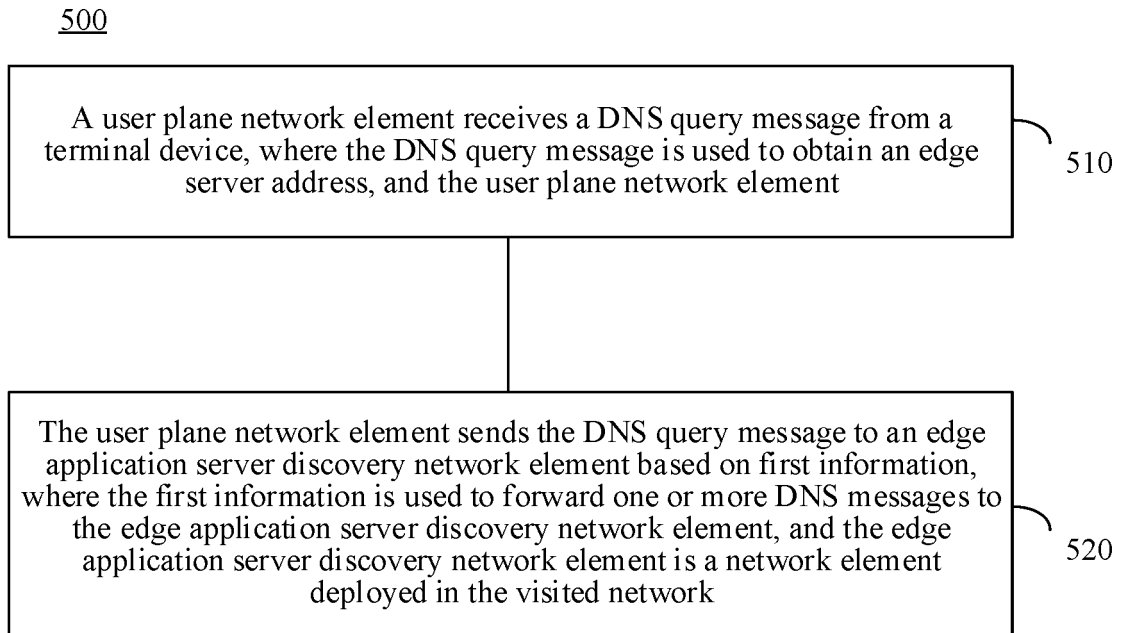 500
A user plane network element receives a DNS query message from a
terminal device, where the DNS query message is used to obtain an edge
server address, and the user plane network element
510
The user plane network element sends the DNS query message to an edge
application server discovery network element based on first information,
where the first information is used to forward one or more DNS messages to
the edge application server discovery network element, and the edge
application server discovery network element is a network element
deployed in the visited network
520